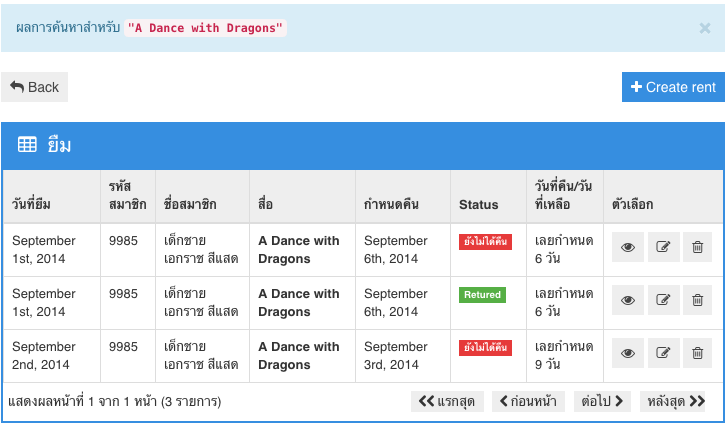 ผลการค้นหาสำหรับ "A Dance with Dragons" ×
Back
Create rent
ยืม
วันที่ยืม รหัสสมาชิก ชื่อสมาชิก สื่อ กำหนดคืน Status วันที่คืน/วันที่เหลือ ตัวเลือก
September 1st, 2014 9985 เด็กชาย เอกราช สีแสด A Dance with Dragons September 6th, 2014 ยังไม่ได้คืน เลยกำหนด 6 วัน
September 1st, 2014 9985 เด็กชาย เอกราช สีแสด A Dance with Dragons September 6th, 2014 Retured เลยกำหนด 6 วัน
September 2nd, 2014 9985 เด็กชาย เอกราช สีแสด A Dance with Dragons September 3rd, 2014 ยังไม่ได้คืน เลยกำหนด 9 วัน
แสดงผลหน้าที่ 1 จาก 1 หน้า (3 รายการ) แรกสุด ก่อนหน้า ต่อไป หลังสุด